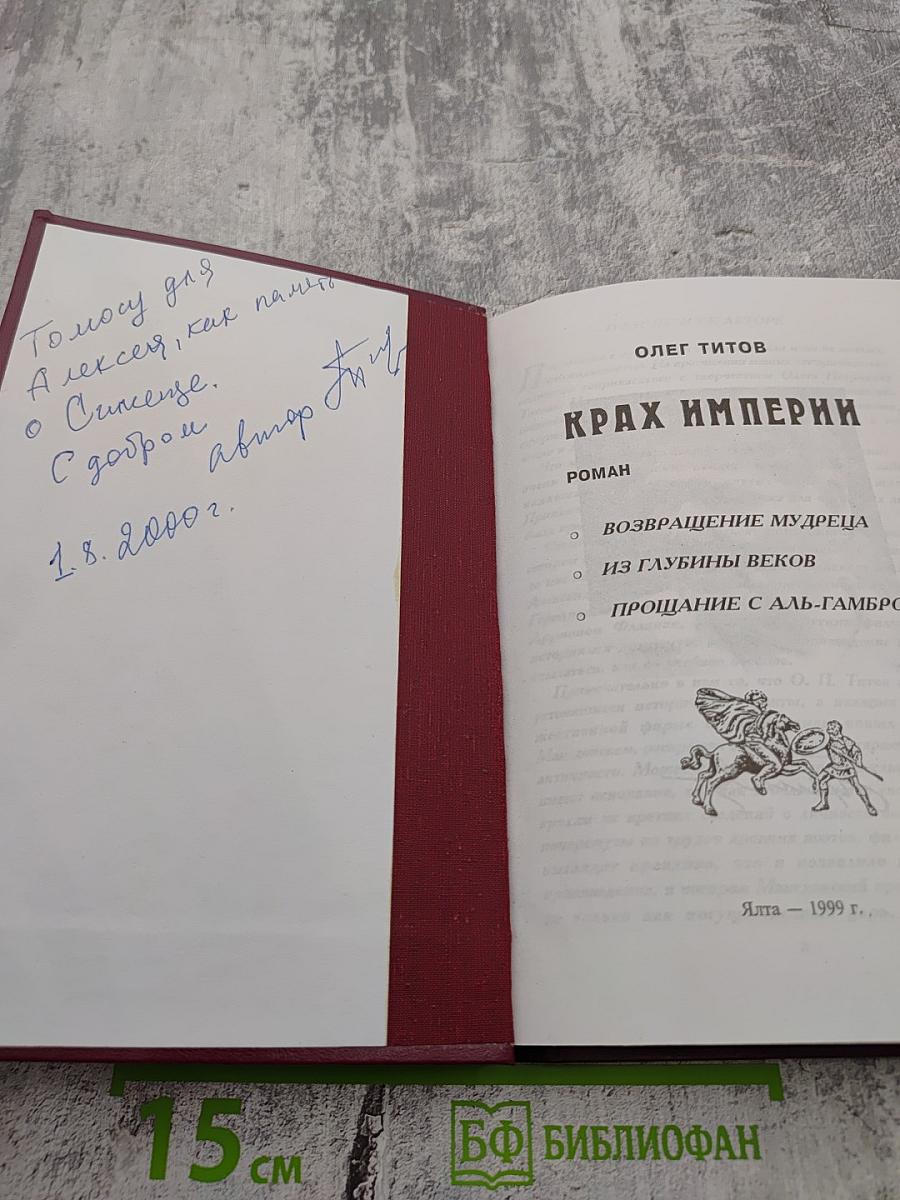 Томосу для
Алексея, как память
о Симеизе.
С добром
автор
1.8.2000 г.
ОЛЕГ ТИТОВ
КРАХ ИМПЕРИИ
РОМАН
ВОЗВРАЩЕНИЕ МУДРЕЦА
ИЗ ГЛУБИНЫ ВЕКОВ
ПРОЩАНИЕ С АЛЬ-ГАМБРО
Ялта — 1999 г.
15 см
БФ БИБЛИОФАН